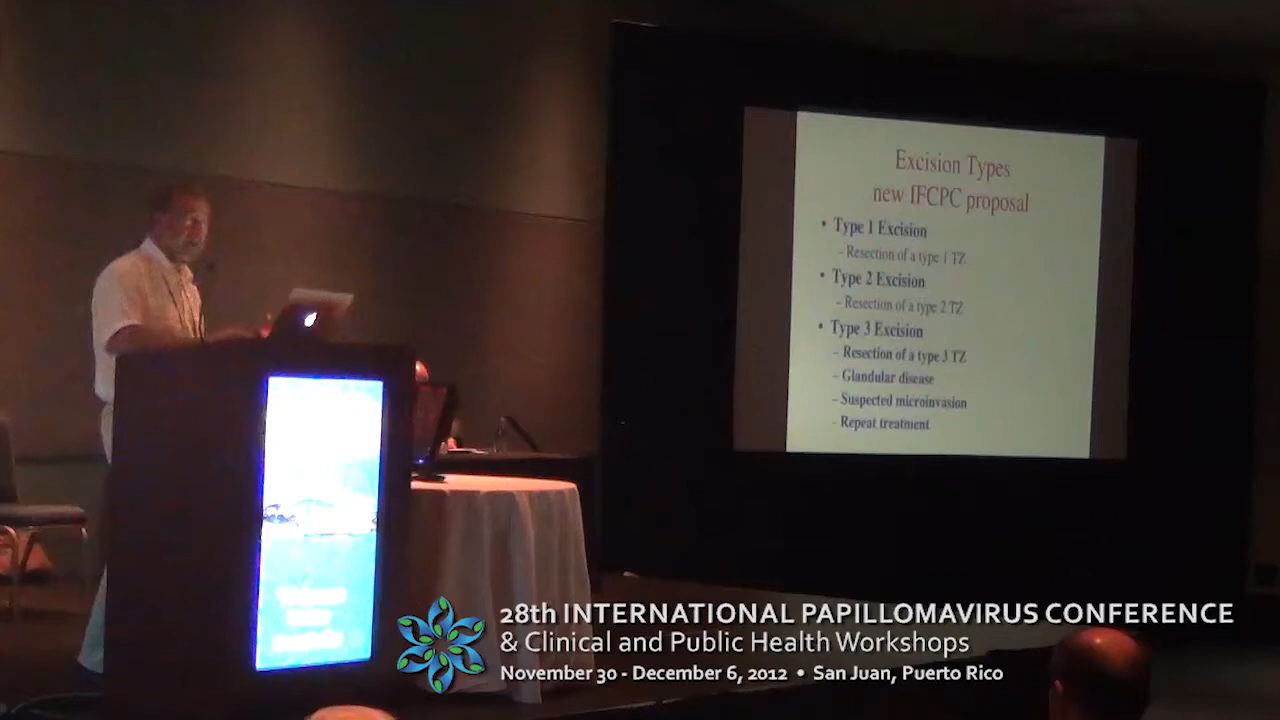 Excision Types
new IFCPC proposal
• Type 1 Excision
– Resection of a type 1 TZ
• Type 2 Excision
– Resection of a type 2 TZ
• Type 3 Excision
– Resection of a type 3 TZ
– Glandular disease
– Suspected microinvasion
– Repeat treatment
28th INTERNATIONAL PAPILLOMAVIRUS CONFERENCE
& Clinical and Public Health Workshops
November 30 - December 6, 2012 • San Juan, Puerto Rico